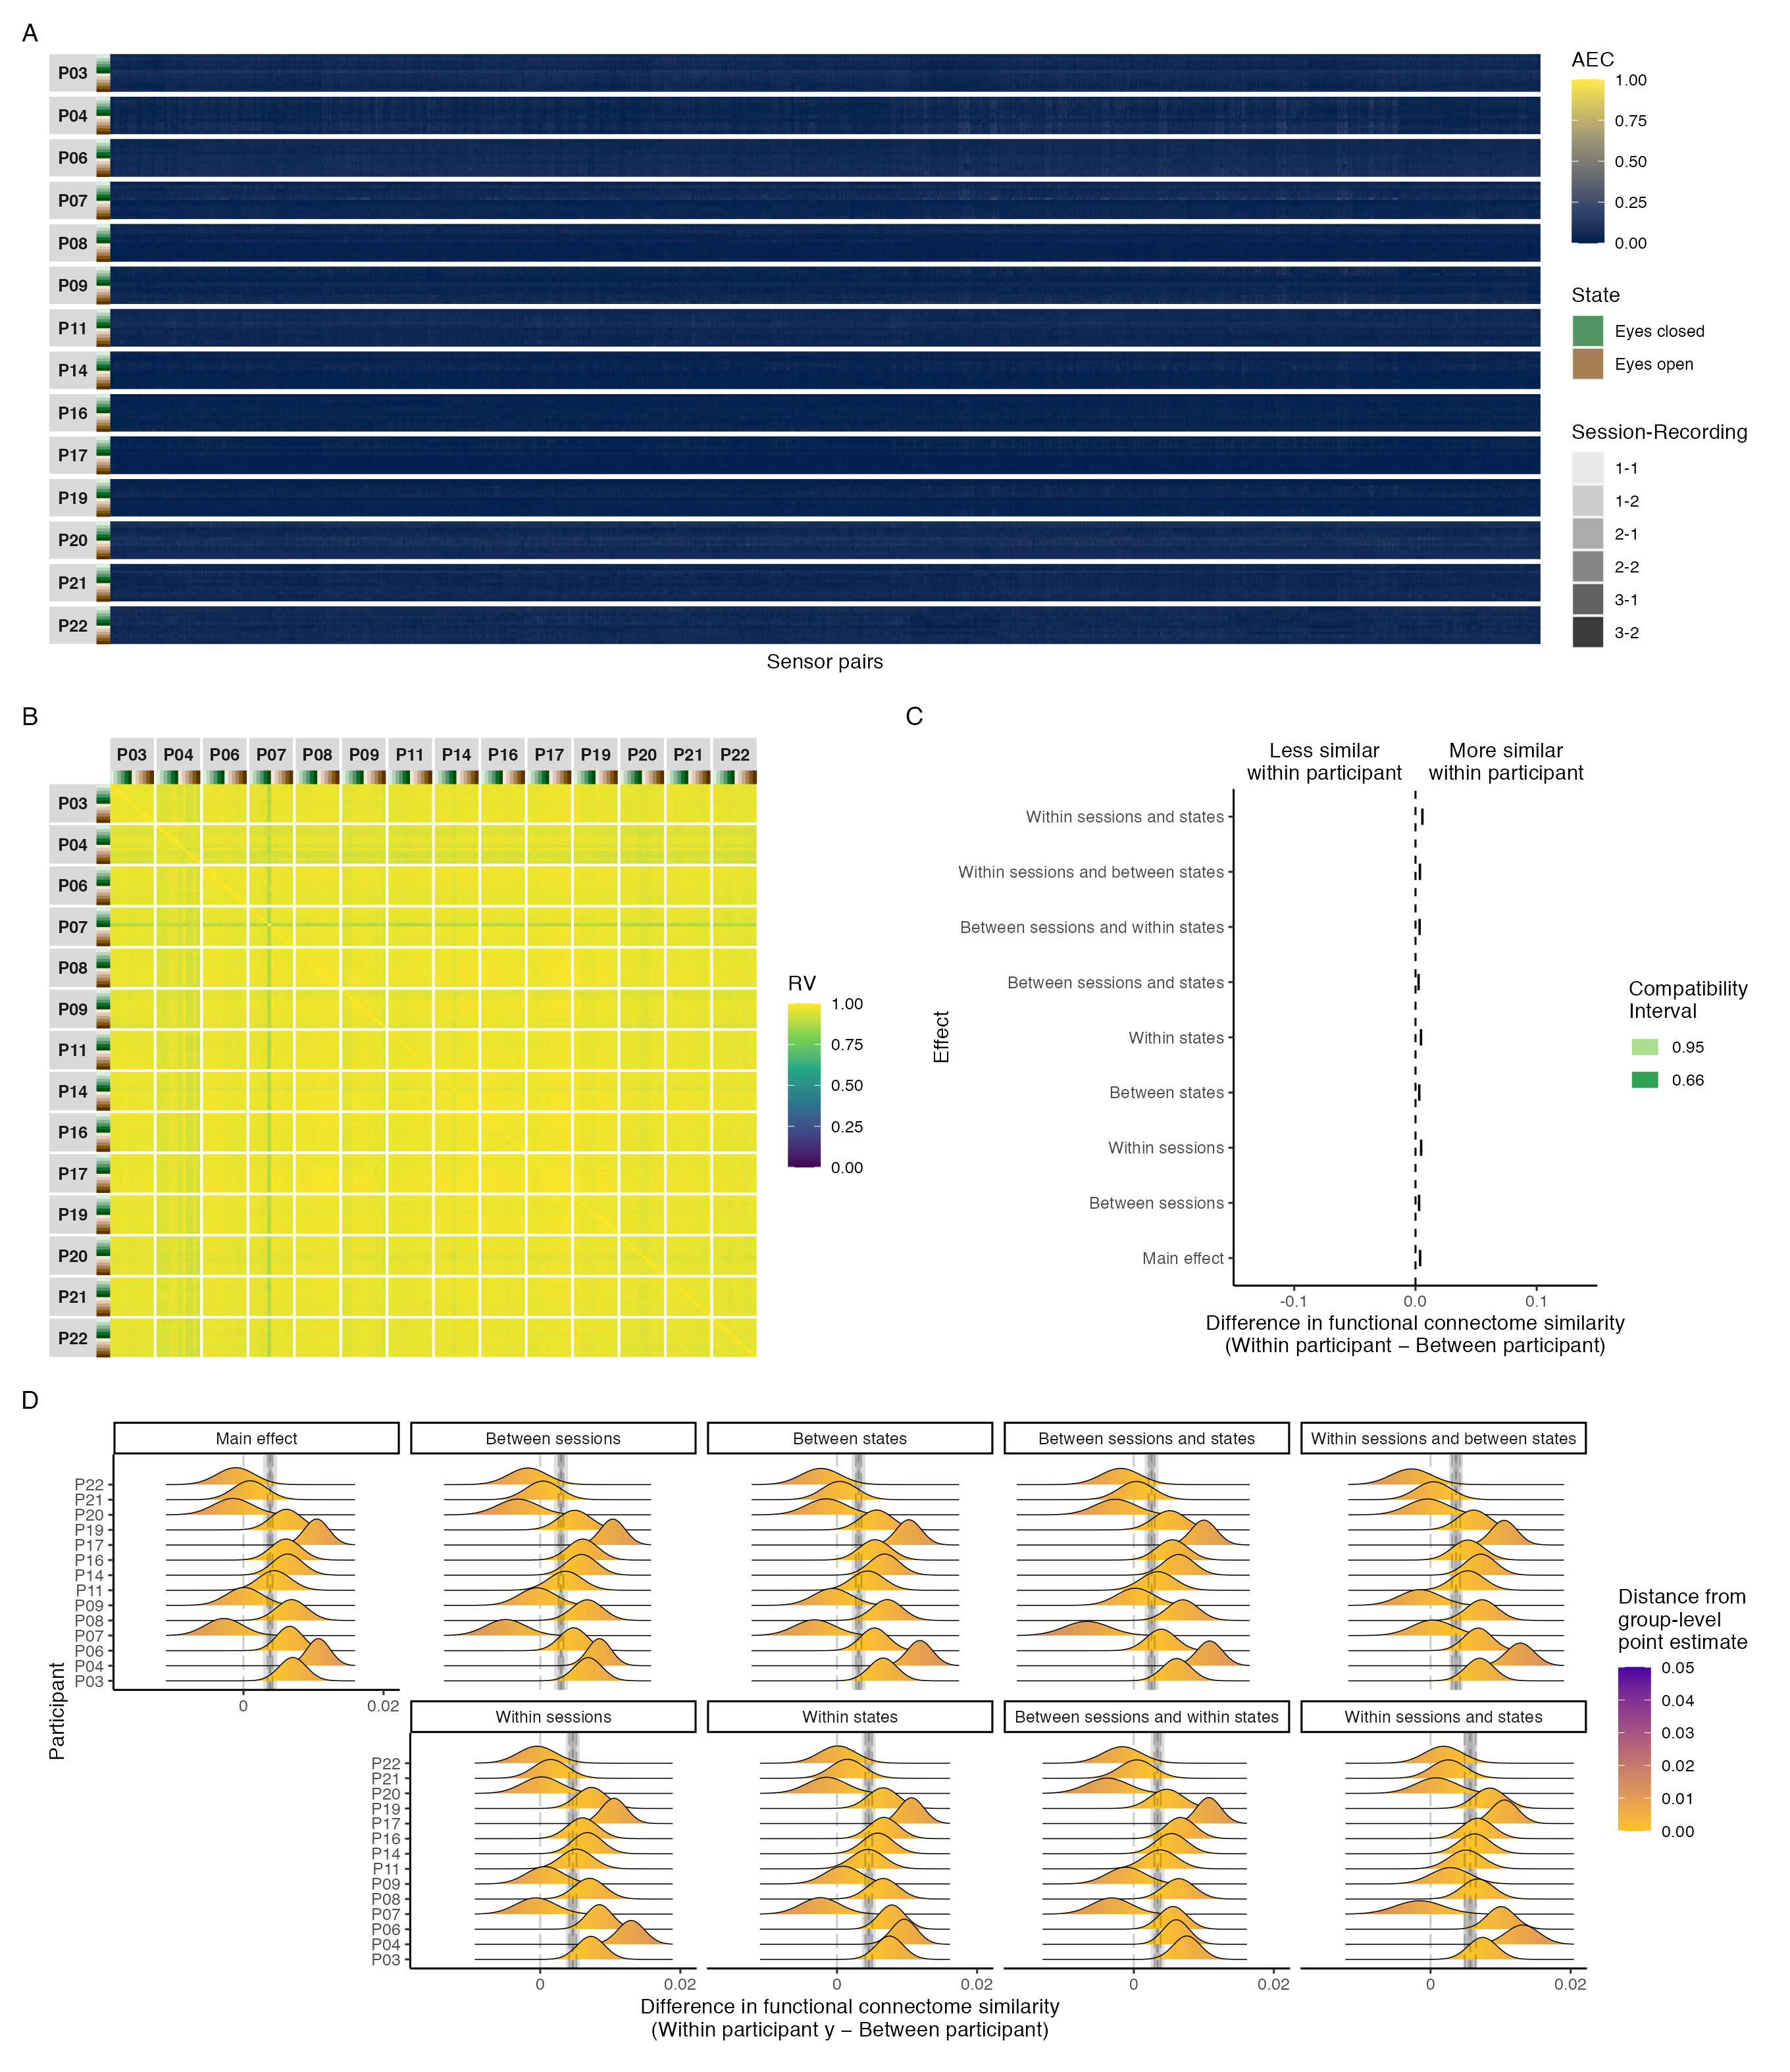 A
P03
P04
P06
P07
P08
P09
P11
P14
P16
P17
P19
P20
P21
P22
Sensor pairs
AEC
1.00
0.75
0.50
0.25
0.00
State
Eyes closed
Eyes open
Session-Recording
1-1
1-2
2-1
2-2
3-1
3-2
B
P03 P04 P06 P07 P08 P09 P11 P14 P16 P17 P19 P20 P21 P22
P03
P04
P06
P07
P08
P09
P11
P14
P16
P17
P19
P20
P21
P22
RV
1.00
0.75
0.50
0.25
0.00
C
Less similar
within participant
More similar
within participant
Effect
Within sessions and states
Within sessions and between states
Between sessions and within states
Between sessions and states
Within states
Between states
Within sessions
Between sessions
Main effect
-0.1 0.0 0.1
Difference in functional connectome similarity
(Within participant – Between participant)
Compatibility
Interval
0.95
0.66
D
Participant
Main effect
Between sessions
Between states
Between sessions and states
Within sessions and between states
P22
P21
P20
P19
P17
P16
P14
P11
P09
P08
P07
P06
P04
P03
0 0.02
Within sessions
Within states
Between sessions and within states
Within sessions and states
P22
P21
P20
P19
P17
P16
P14
P11
P09
P08
P07
P06
P04
P03
0 0.02 0 0.02 0 0.02 0 0.02
Difference in functional connectome similarity
(Within participant y – Between participant)
Distance from
group-level
point estimate
0.05
0.04
0.03
0.02
0.01
0.00